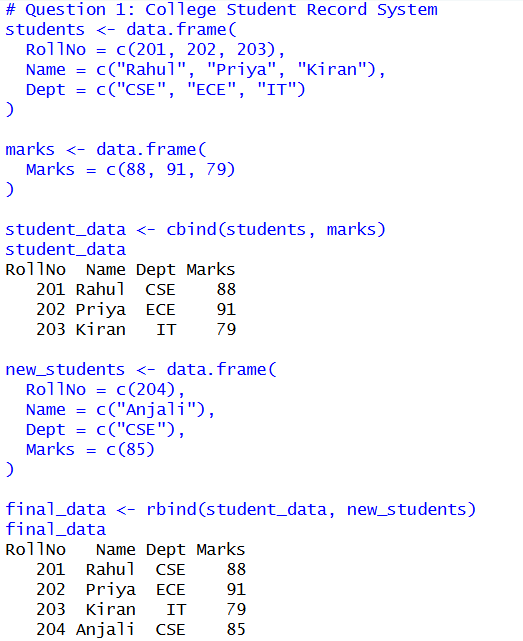 # Question 1: College Student Record System
students <- data.frame(
  RollNo = c(201, 202, 203),
  Name = c("Rahul", "Priya", "Kiran"),
  Dept = c("CSE", "ECE", "IT")
)

marks <- data.frame(
  Marks = c(88, 91, 79)
)

student_data <- cbind(students, marks)
student_data
RollNo  Name Dept Marks
   201 Rahul  CSE    88
   202 Priya  ECE    91
   203 Kiran   IT    79

new_students <- data.frame(
  RollNo = c(204),
  Name = c("Anjali"),
  Dept = c("CSE"),
  Marks = c(85)
)

final_data <- rbind(student_data, new_students)
final_data
RollNo   Name Dept Marks
   201  Rahul  CSE    88
   202  Priya  ECE    91
   203  Kiran   IT    79
   204 Anjali  CSE    85